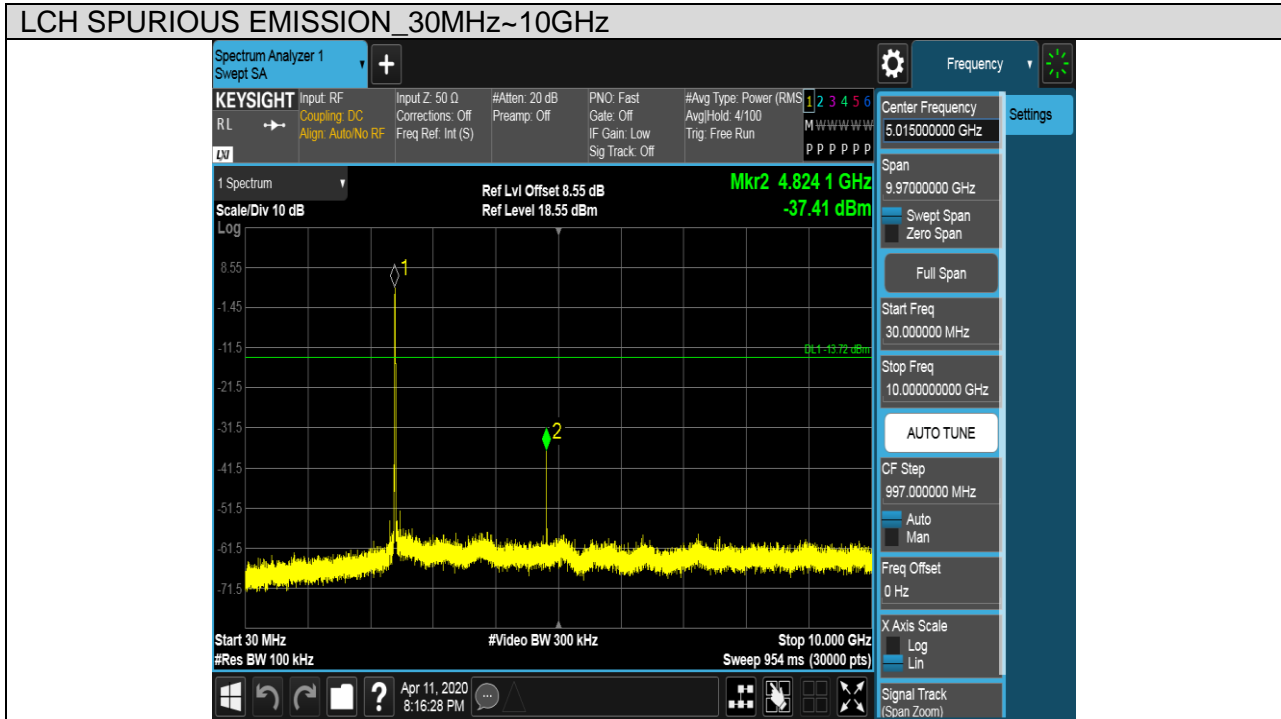 LCH SPURIOUS EMISSION_30MHz~10GHz
Spectrum Analyzer 1
Swept SA
+
Frequency
KEYSIGHT
RL
LXI
Input: RF
Coupling: DC
Align: Auto/No RF
Input Z: 50 Ω
Corrections: Off
Freq Ref: Int (S)
#Atten: 20 dB
Preamp: Off
PNO: Fast
Gate: Off
IF Gain: Low
Sig Track: Off
#Avg Type: Power (RMS
Avg|Hold: 4/100
Trig: Free Run
1 2 3 4 5 6
M W W W W W
P P P P P P
1 Spectrum
Scale/Div 10 dB
Log
Ref Lvl Offset 8.55 dB
Ref Level 18.55 dBm
Mkr2 4.824 1 GHz
-37.41 dBm
8.55
-1.45
-11.5
-21.5
-31.5
-41.5
-51.5
-61.5
-71.5
1
2
DL1 -13.72 dBm
Start 30 MHz
#Res BW 100 kHz
#Video BW 300 kHz
Stop 10.000 GHz
Sweep 954 ms (30000 pts)
Center Frequency
5.015000000 GHz
Settings
Span
9.97000000 GHz
Swept Span
Zero Span
Full Span
Start Freq
30.000000 MHz
Stop Freq
10.000000000 GHz
AUTO TUNE
CF Step
997.000000 MHz
Auto
Man
Freq Offset
0 Hz
X Axis Scale
Log
Lin
Signal Track
(Span Zoom)
?
Apr 11, 2020
8:16:28 PM